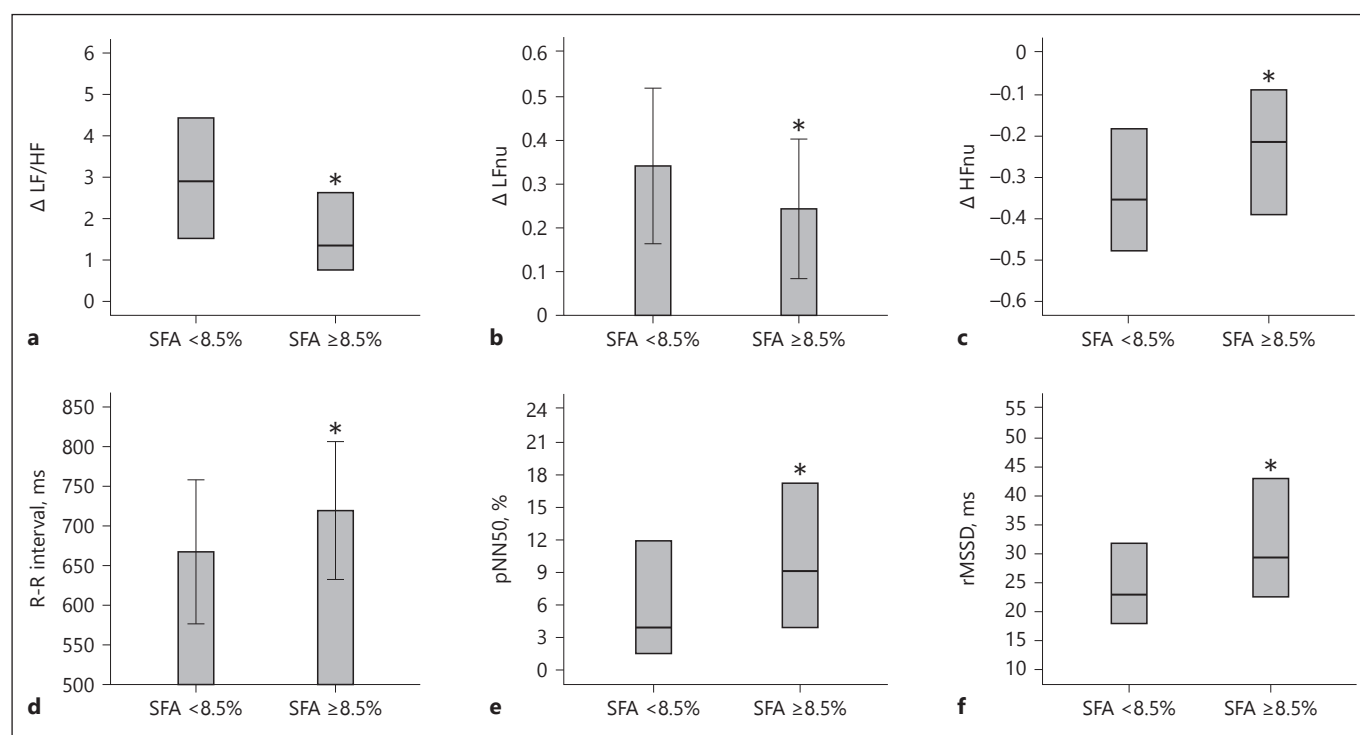 6
5
4
3
2
1
0
Δ LF/HF
*
SFA <8.5%
SFA ≥8.5%
a
0.6
0.5
0.4
0.3
0.2
0.1
0
Δ LFnu
*
SFA <8.5%
SFA ≥8.5%
b
0
–0.1
–0.2
–0.3
–0.4
–0.5
–0.6
Δ HFnu
*
SFA <8.5%
SFA ≥8.5%
c
850
800
750
700
650
600
550
500
R-R interval, ms
*
SFA <8.5%
SFA ≥8.5%
d
24
21
18
15
12
9
6
3
0
pNN50, %
*
SFA <8.5%
SFA ≥8.5%
e
55
50
45
40
35
30
25
20
15
10
rMSSD, ms
*
SFA <8.5%
SFA ≥8.5%
f